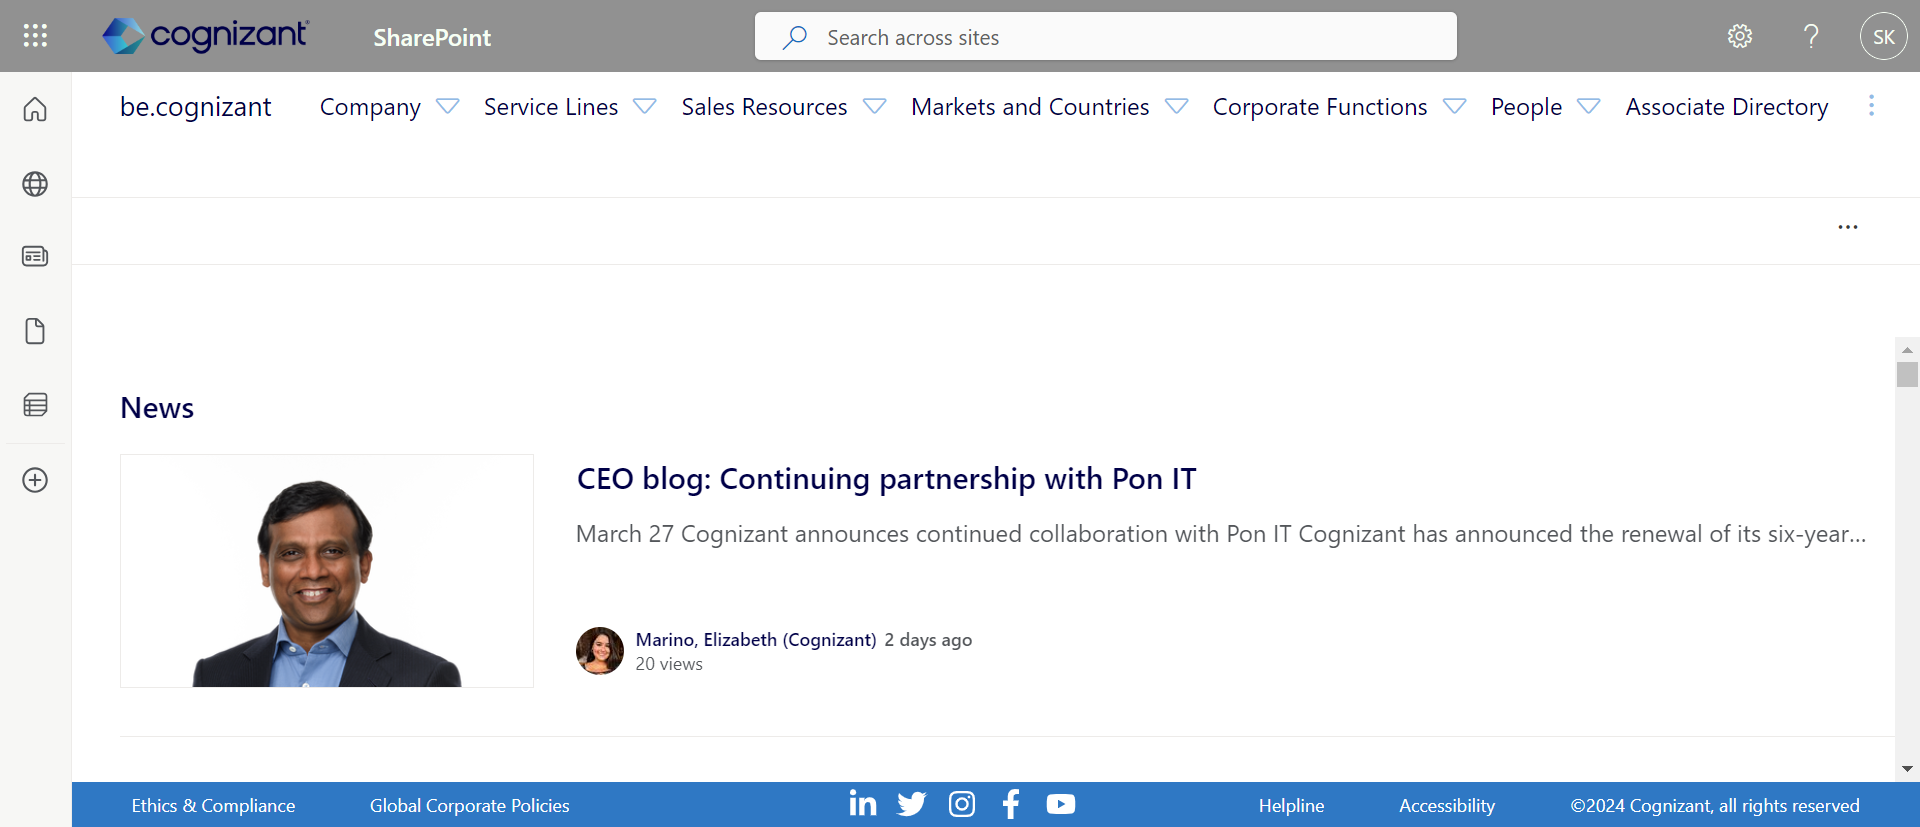 cognizant
SharePoint
Search across sites
?
SK
be.cognizant
Company
Service Lines
Sales Resources
Markets and Countries
Corporate Functions
People
Associate Directory
News
CEO blog: Continuing partnership with Pon IT
March 27 Cognizant announces continued collaboration with Pon IT Cognizant has announced the renewal of its six-year...
Marino, Elizabeth (Cognizant) 2 days ago
20 views
Ethics & Compliance
Global Corporate Policies
Helpline
Accessibility
©2024 Cognizant, all rights reserved